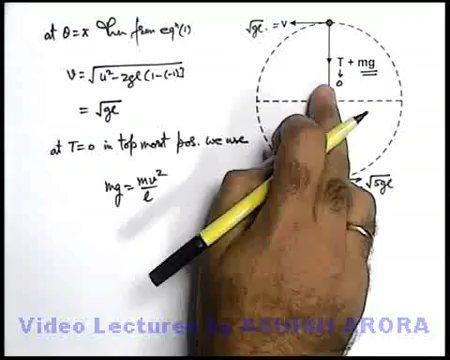 at θ = π then from eqⁿ(1)
√gl = v
v = √u² - 2gl (1-(-1))
T + mg
↓
0
= √gl
at T=0 in top most pos. we use
mg = mv²/l
√5gl
Video Lectures by ASHISH ARORA